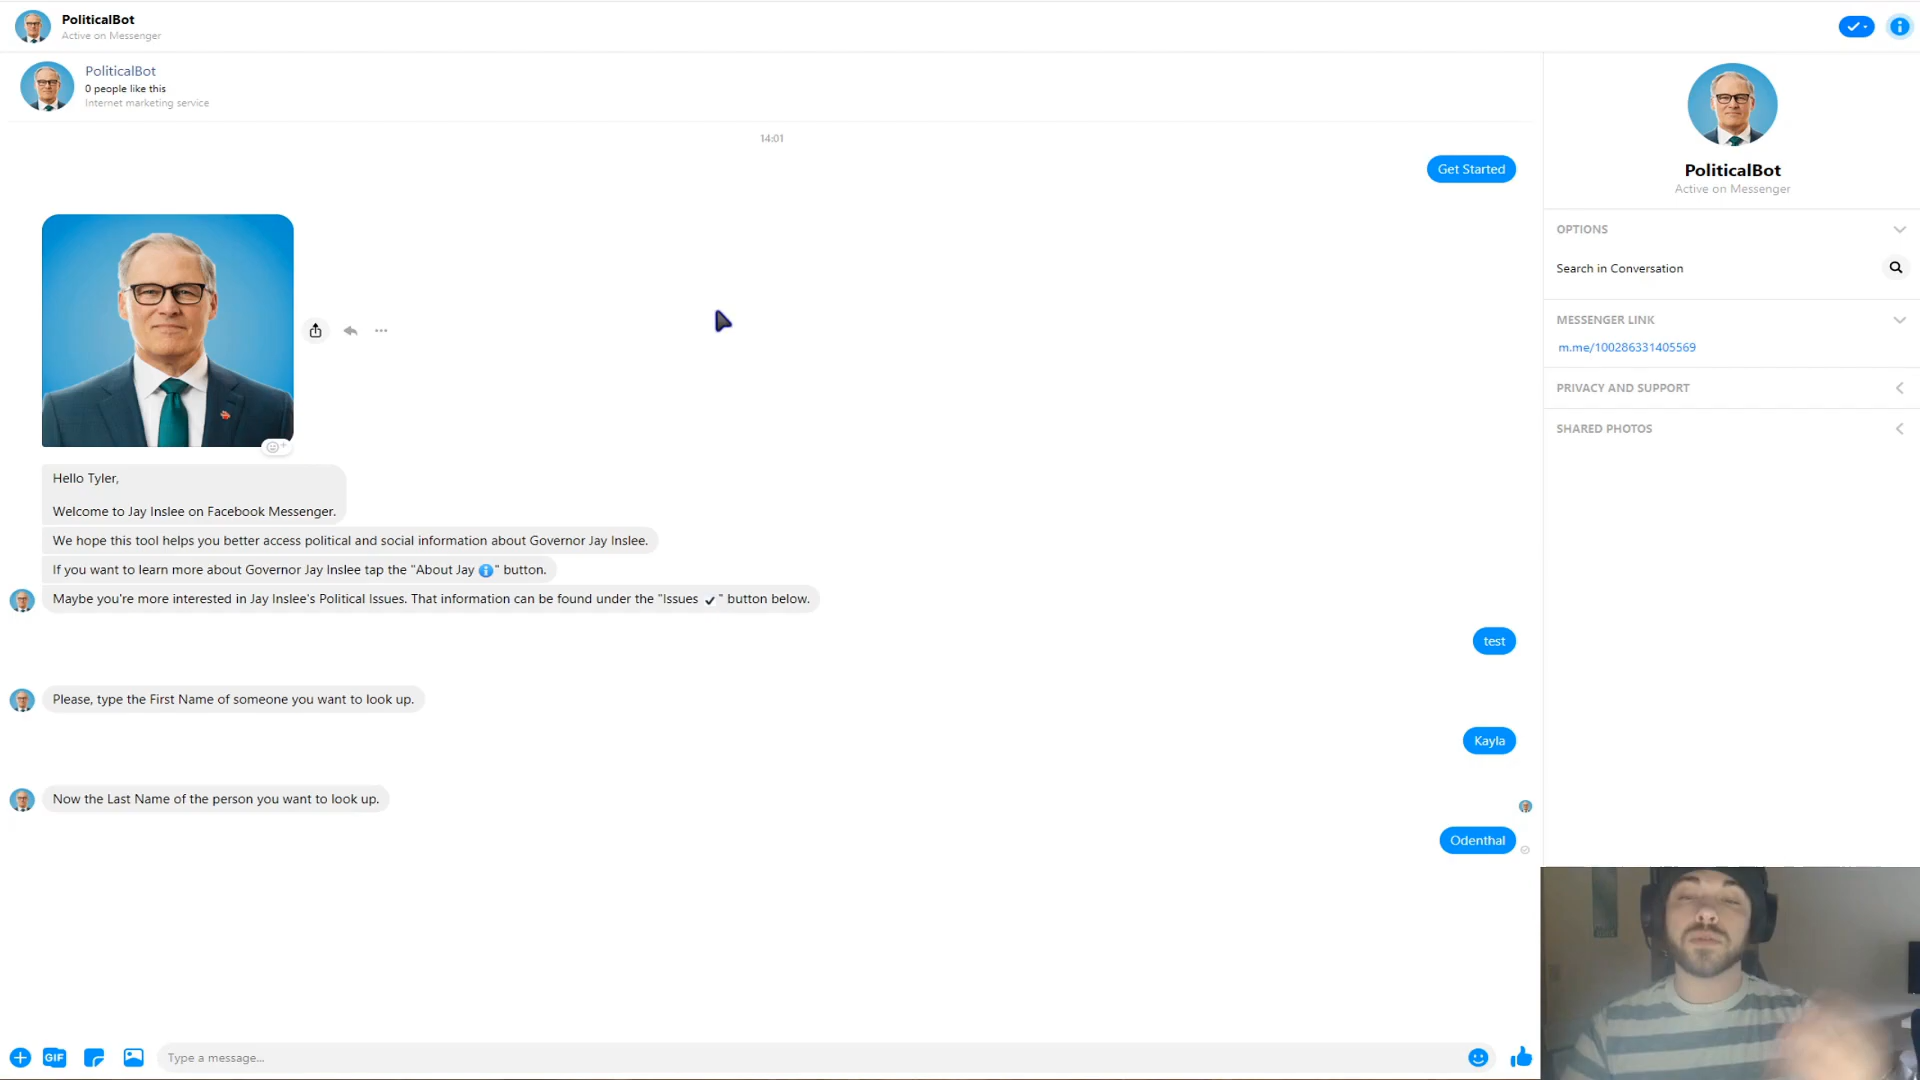 PoliticalBot
Active on Messenger
PoliticalBot
0 people like this
Internet marketing service
14:01
Get Started
Hello Tyler,
Welcome to Jay Inslee on Facebook Messenger.
We hope this tool helps you better access political and social information about Governor Jay Inslee.
If you want to learn more about Governor Jay Inslee tap the "About Jay ℹ️" button.
Maybe you're more interested in Jay Inslee's Political Issues. That information can be found under the "Issues ✔" button below.
test
Please, type the First Name of someone you want to look up.
Kayla
Now the Last Name of the person you want to look up.
Odenthal
GIF
Type a message...
PoliticalBot
Active on Messenger
OPTIONS
Search in Conversation
MESSENGER LINK
m.me/100286331405569
PRIVACY AND SUPPORT
SHARED PHOTOS